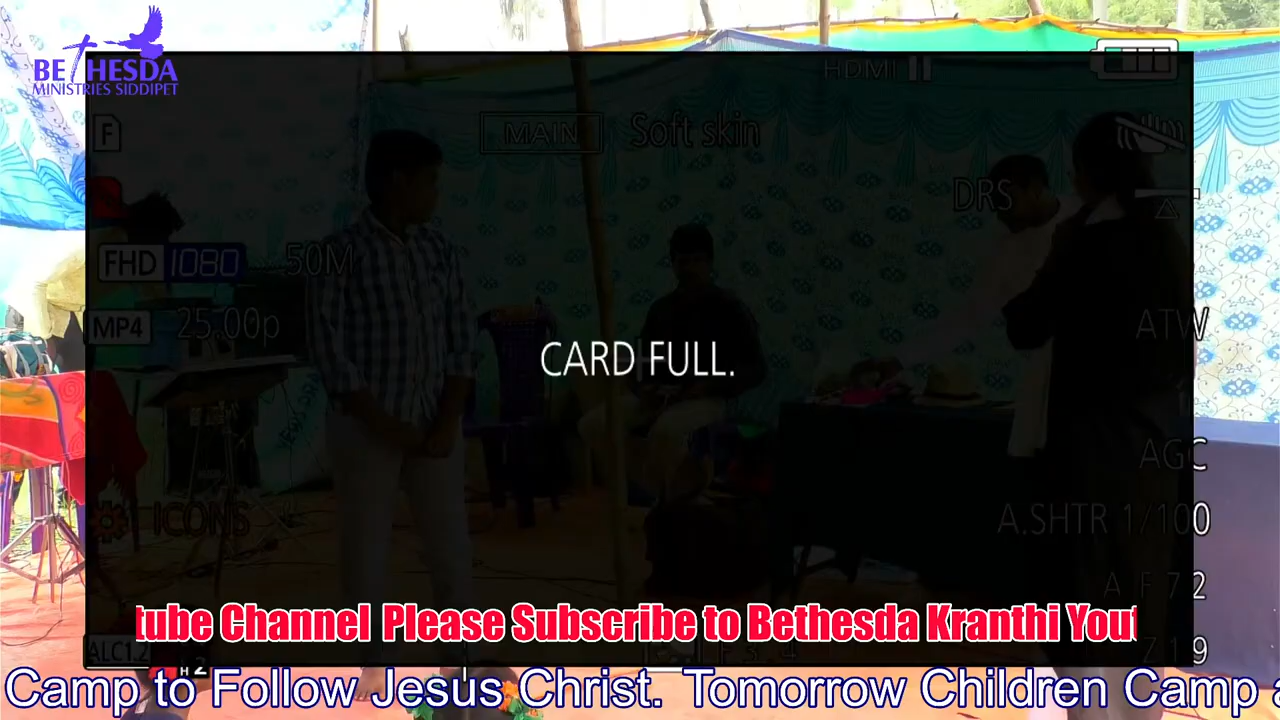 BETHESDA
MINISTRIES SIDDIPET
HDMI
F
MAIN
Soft skin
DRS
FHD 1080
50M
MP4
25.00p
ATW
CARD FULL.
AGC
ICONS
A.SHTR 1/100
tube Channel Please Subscribe to Bethesda Kranthi Yout
ALC1.2
Camp to Follow Jesus Christ. Tomorrow Children Camp a